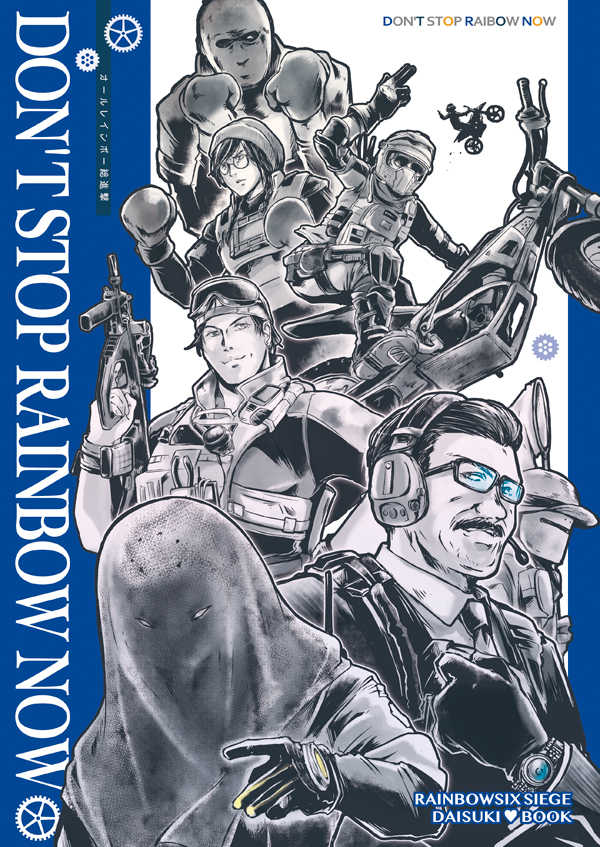 DON'T STOP RAIBOW NOW
オールレインボー総進撃
DON'T STOP RAINBOW NOW
RAINBOWSIX SIEGE
DAISUKI♥BOOK